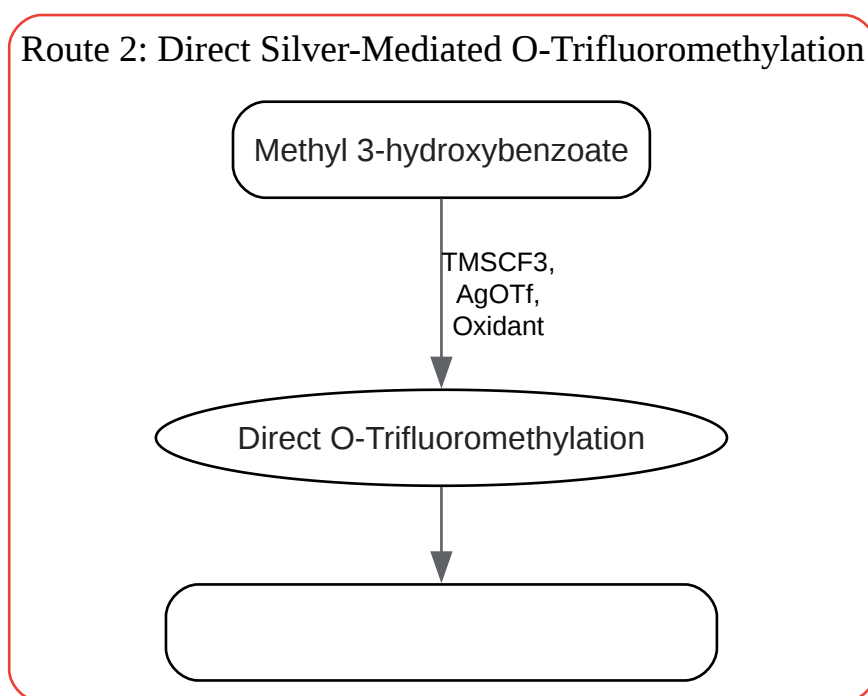 Route 2: Direct Silver-Mediated O-Trifluoromethylation
Methyl 3-hydroxybenzoate
TMSCF3,
AgOTf,
Oxidant
Direct O-Trifluoromethylation